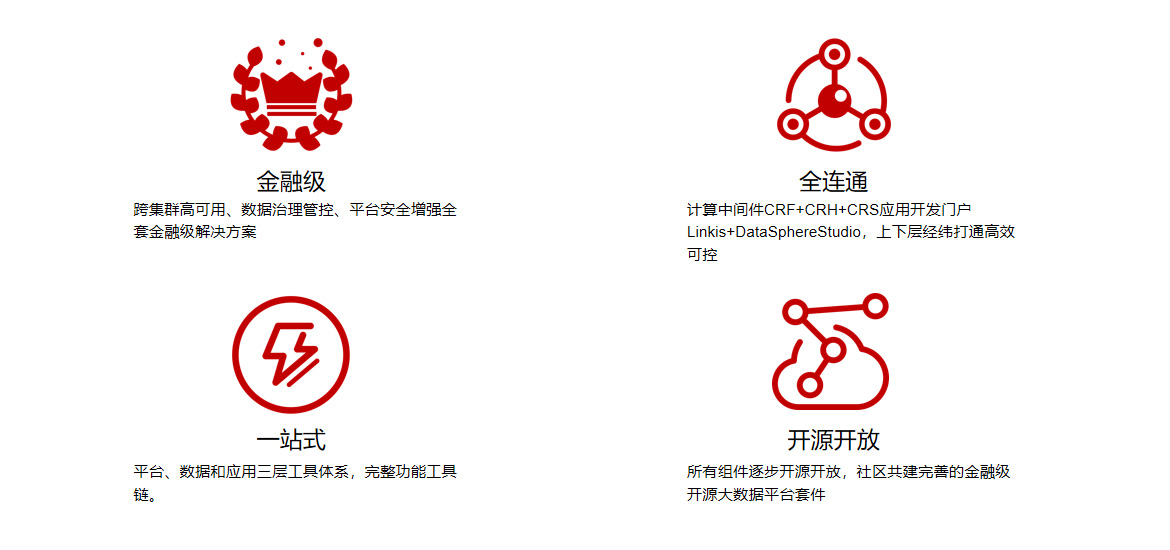 金融级
跨集群高可用、数据治理管控、平台安全增强全
套金融级解决方案
全连通
计算中间件CRF+CRH+CRS应用开发门户
Linkis+DataSphereStudio，上下层经纬打通高效
可控
一站式
平台、数据和应用三层工具体系，完整功能工具
链。
开源开放
所有组件逐步开源开放，社区共建完善的金融级
开源大数据平台套件